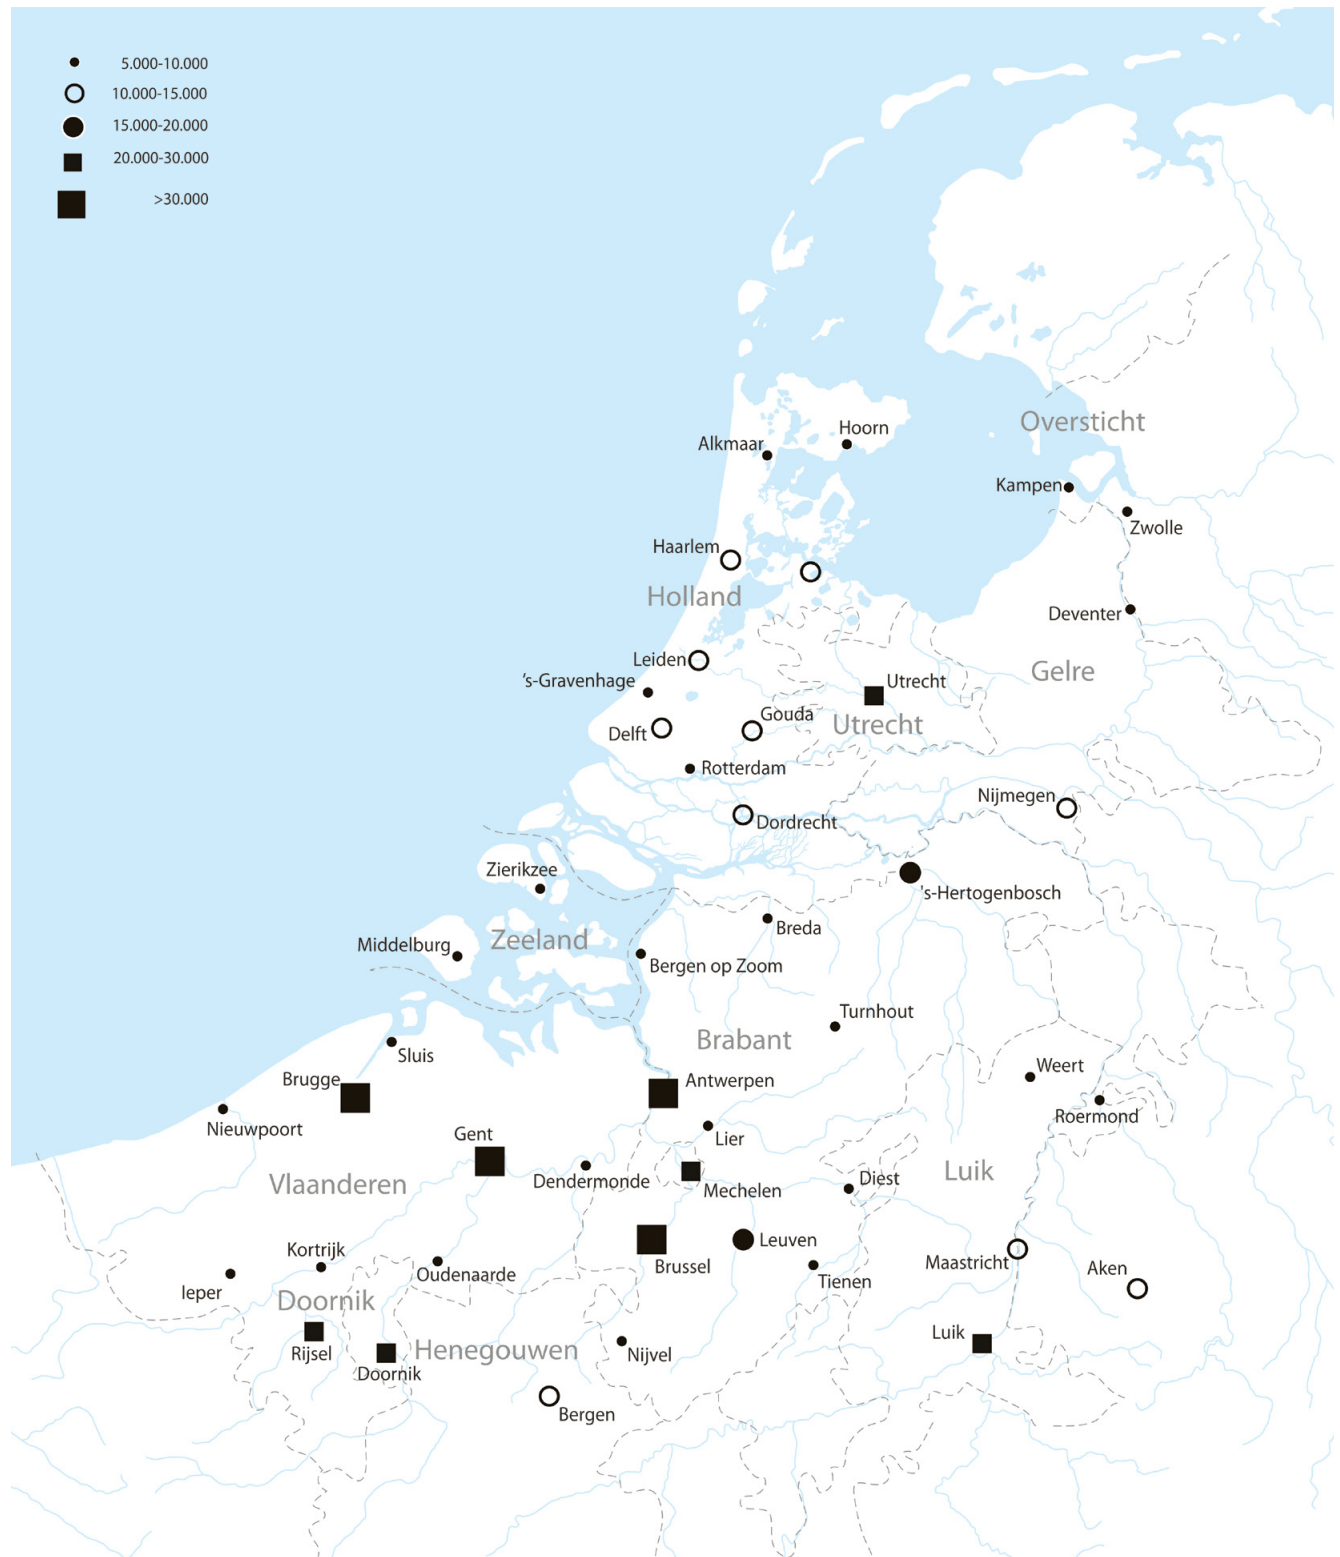 5.000-10.000
10.000-15.000
15.000-20.000
20.000-30.000
>30.000
Oversticht
Hoorn
Alkmaar
Kampen
Zwolle
Haarlem
Holland
Deventer
Leiden
Gelre
's-Gravenhage
Utrecht
Gouda
Utrecht
Delft
Rotterdam
Nijmegen
Dordrecht
Zierikzee
's-Hertogenbosch
Breda
Zeeland
Middelburg
Bergen op Zoom
Turnhout
Brabant
Sluis
Weert
Brugge
Antwerpen
Roermond
Nieuwpoort
Gent
Lier
Luik
Diest
Dendermonde
Vlaanderen
Mechelen
Leuven
Kortrijk
Maastricht
Brussel
Aken
Oudenaarde
Tienen
Ieper
Doornik
Luik
Henegouwen
Rijsel
Nijvel
Doornik
Bergen